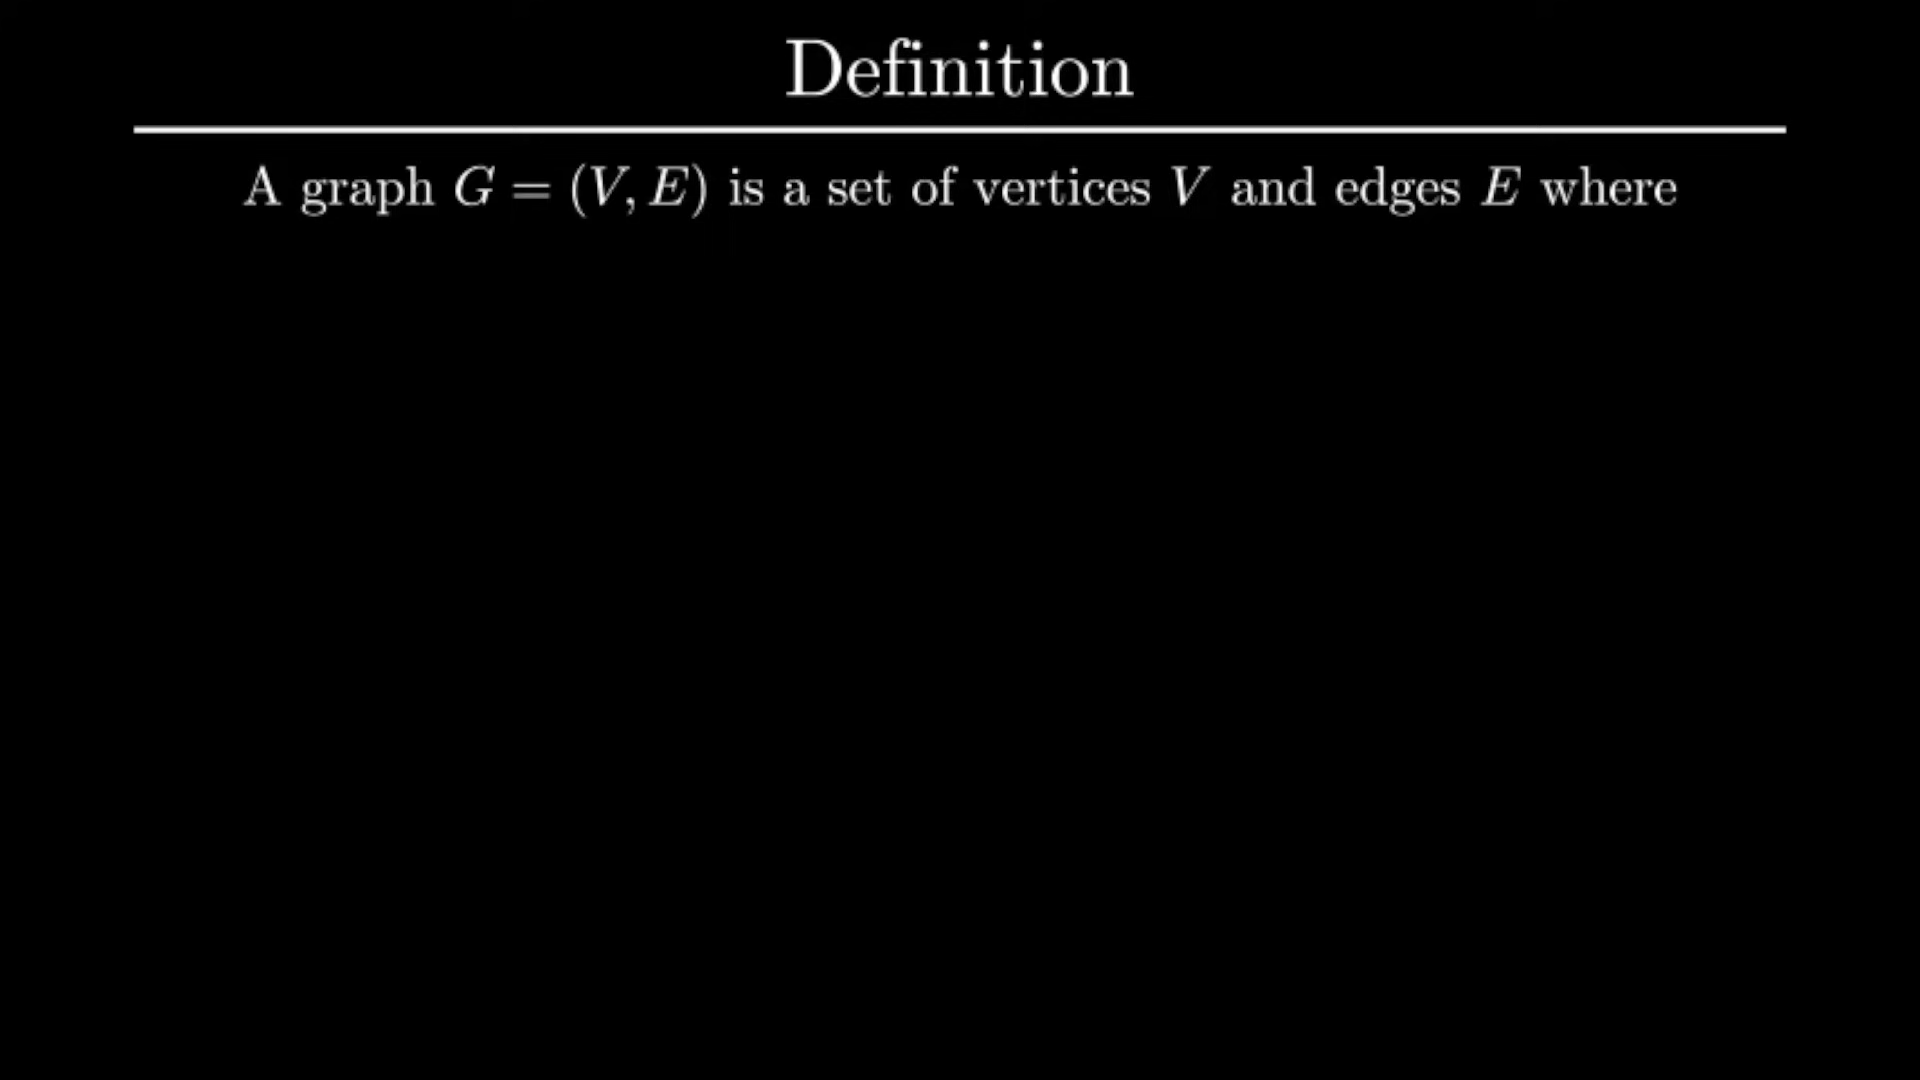 Definition
A graph G = (V, E) is a set of vertices V and edges E where